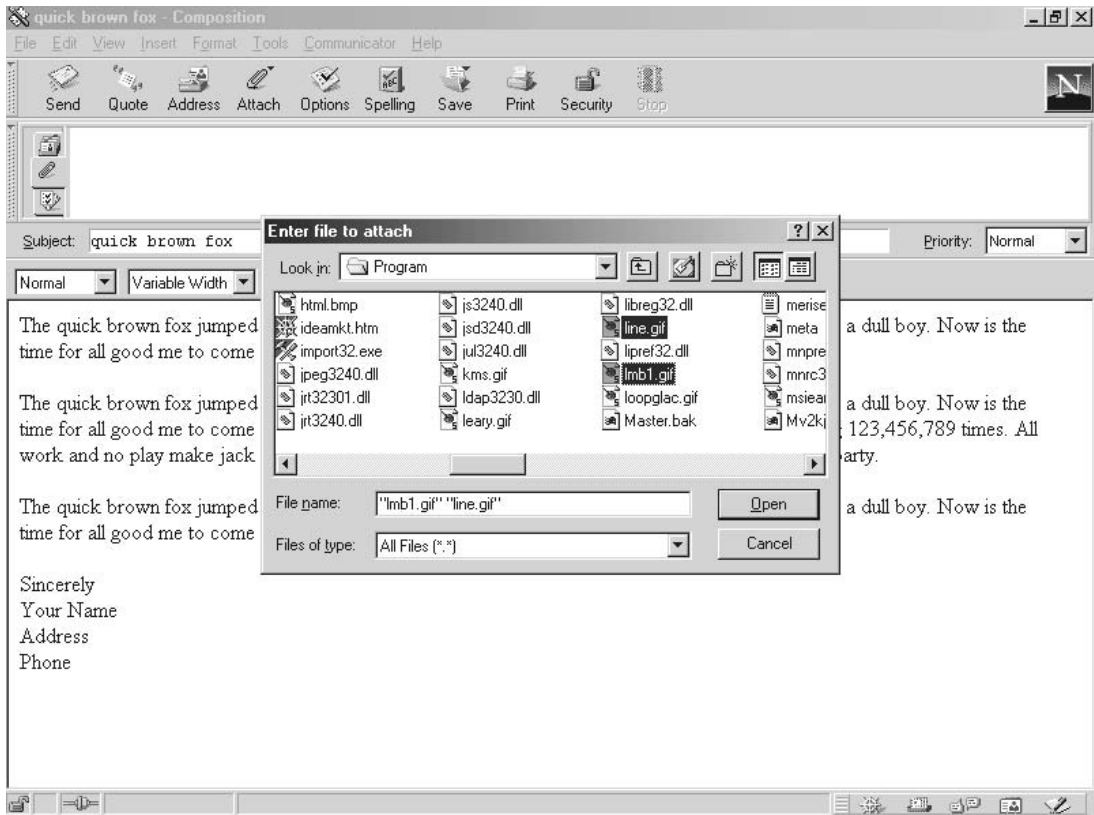 quick brown fox - Composition
File Edit View Insert Format Tools Communicator Help
Send Quote Address Attach Options Spelling Save Print Security Stop
N
Subject: quick brown fox
Priority: Normal
Normal Variable Width
Enter file to attach
Look in: Program
html.bmp js3240.dll libreg32.dll merise
ideamkt.htm jsd3240.dll line.gif meta
import32.exe jul3240.dll lipref32.dll mnpre
jpeg3240.dll kms.gif lmb1.gif mnrc3
jrt32301.dll ldap3230.dll loopglac.gif msiear
jrt3240.dll leary.gif Master.bak Mv2kj
File name: "lmb1.gif" "line.gif"
Open
Files of type: All Files (*.*)
Cancel
The quick brown fox jumped a dull boy. Now is the
time for all good me to come
The quick brown fox jumped a dull boy. Now is the
time for all good me to come 123,456,789 times. All
work and no play make jack party.
The quick brown fox jumped a dull boy. Now is the
time for all good me to come
Sincerely
Your Name
Address
Phone